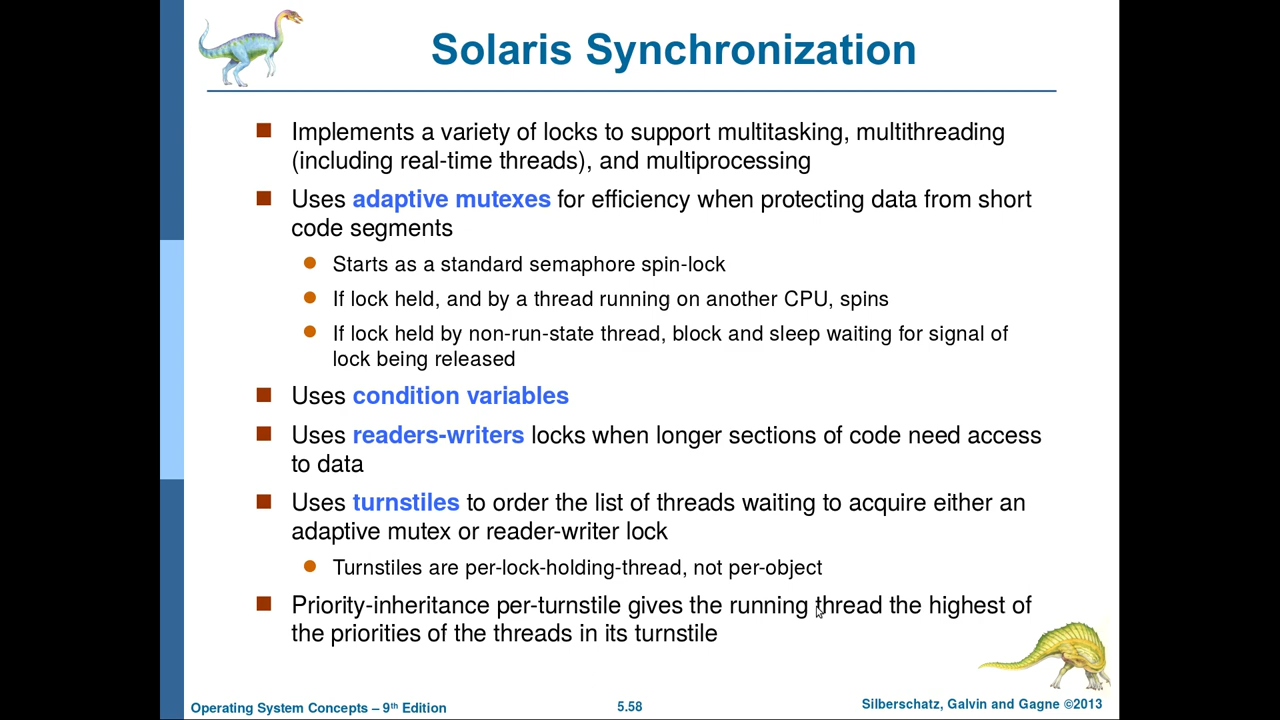 Solaris Synchronization
Implements a variety of locks to support multitasking, multithreading
(including real-time threads), and multiprocessing
Uses adaptive mutexes for efficiency when protecting data from short
code segments
Starts as a standard semaphore spin-lock
If lock held, and by a thread running on another CPU, spins
If lock held by non-run-state thread, block and sleep waiting for signal of
lock being released
Uses condition variables
Uses readers-writers locks when longer sections of code need access
to data
Uses turnstiles to order the list of threads waiting to acquire either an
adaptive mutex or reader-writer lock
Turnstiles are per-lock-holding-thread, not per-object
Priority-inheritance per-turnstile gives the running thread the highest of
the priorities of the threads in its turnstile
Operating System Concepts – 9th Edition
5.58
Silberschatz, Galvin and Gagne ©2013